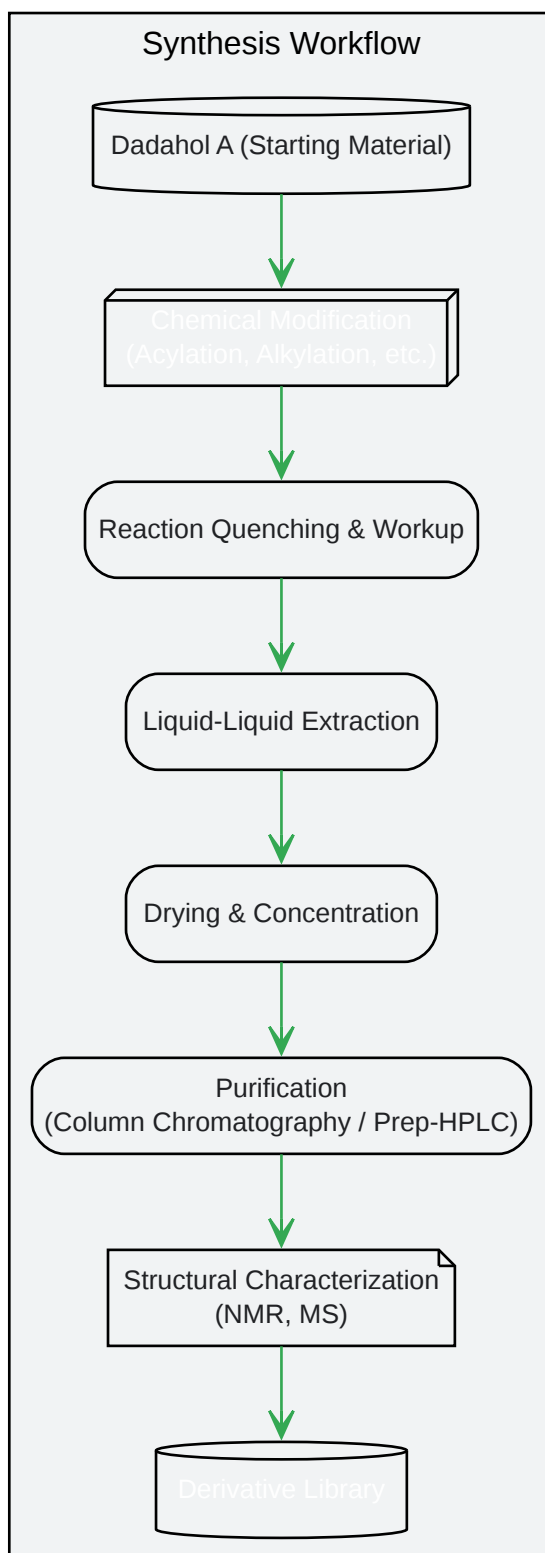 Synthesis Workflow
Dadahol A (Starting Material)
Chemical Modification
(Acylation, Alkylation, etc.)
Reaction Quenching & Workup
Liquid-Liquid Extraction
Drying & Concentration
Purification
(Column Chromatography / Prep-HPLC)
Structural Characterization
(NMR, MS)
Derivative Library